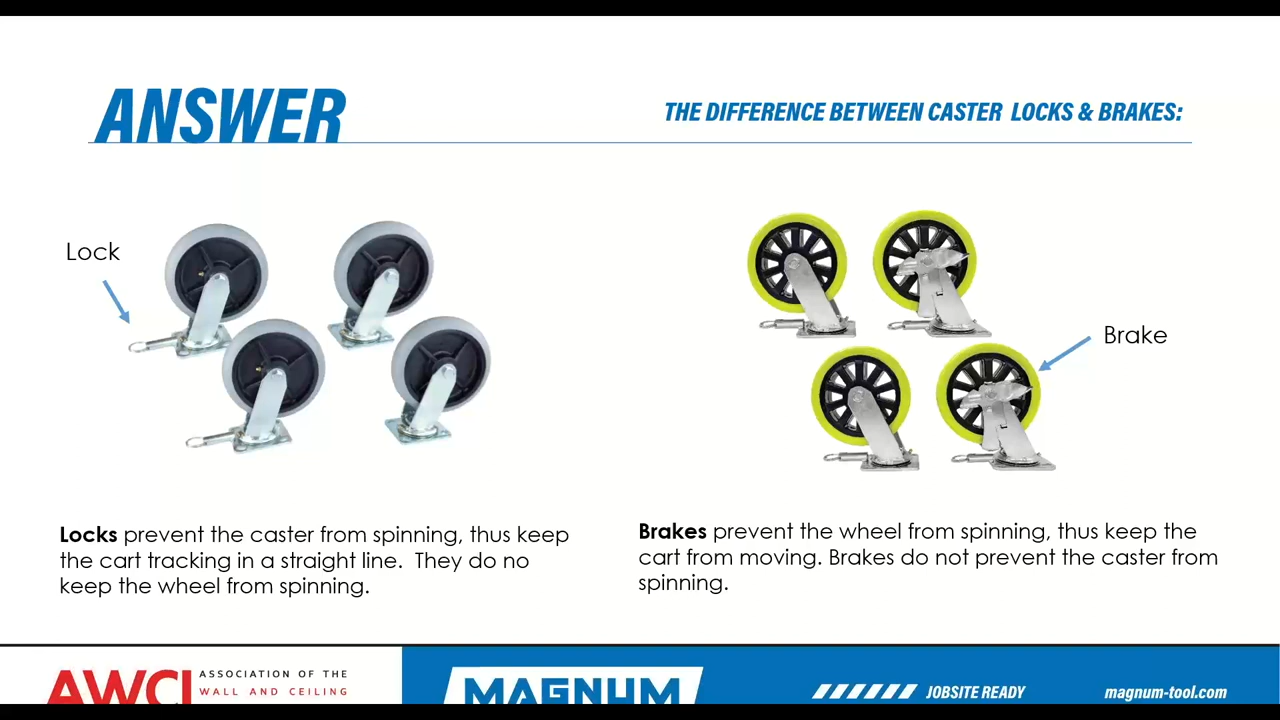 ANSWER
THE DIFFERENCE BETWEEN CASTER LOCKS & BRAKES:
Lock
Brake
Locks prevent the caster from spinning, thus keep
the cart tracking in a straight line. They do no
keep the wheel from spinning.
Brakes prevent the wheel from spinning, thus keep the
cart from moving. Brakes do not prevent the caster from
spinning.
AWCI
ASSOCIATION OF THE
WALL AND CEILING
MAGNUM
JOBSITE READY
magnum-tool.com